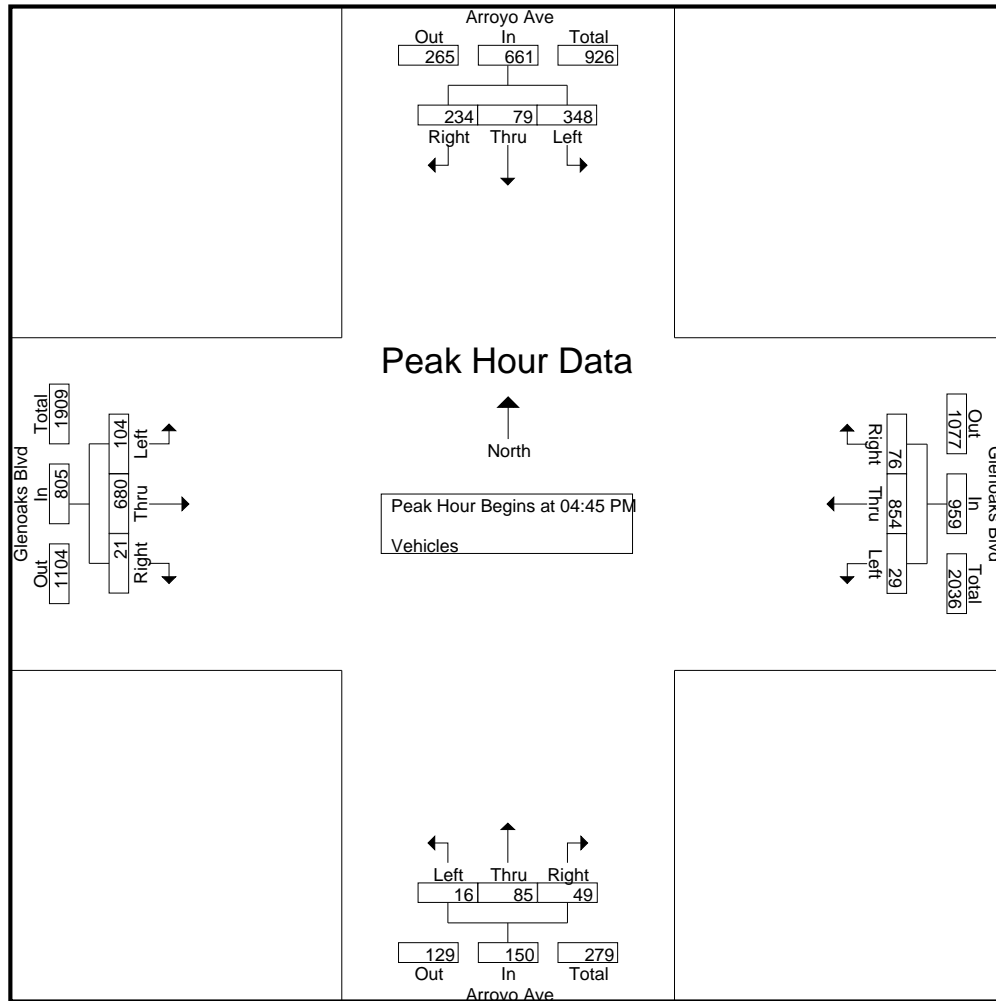 Arroyo Ave
Out In Total
265 661 926
234 79 348
Right Thru Left
Peak Hour Data
North
Peak Hour Begins at 04:45 PM
Vehicles
Glenoaks Blvd
Total In Out
1909 805 1104
104 680 21
Left Thru Right
Glenoaks Blvd
Out In Total
1077 959 2036
76 854 29
Right Thru Left
Left Thru Right
16 85 49
129 150 279
Out In Total
Arroyo Ave